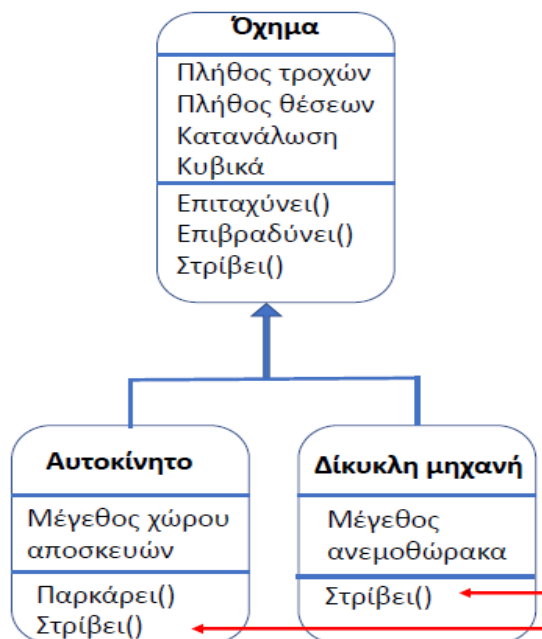 Όχημα
Πλήθος τροχών
Πλήθος θέσεων
Κατανάλωση
Κυβικά
Επιταχύνει()
Επιβραδύνει()
Στρίβει()
Αυτοκίνητο
Μέγεθος χώρου
αποσκευών
Παρκάρει()
Στρίβει()
Δίκυκλη μηχανή
Μέγεθος
ανεμοθώρακα
Στρίβει()